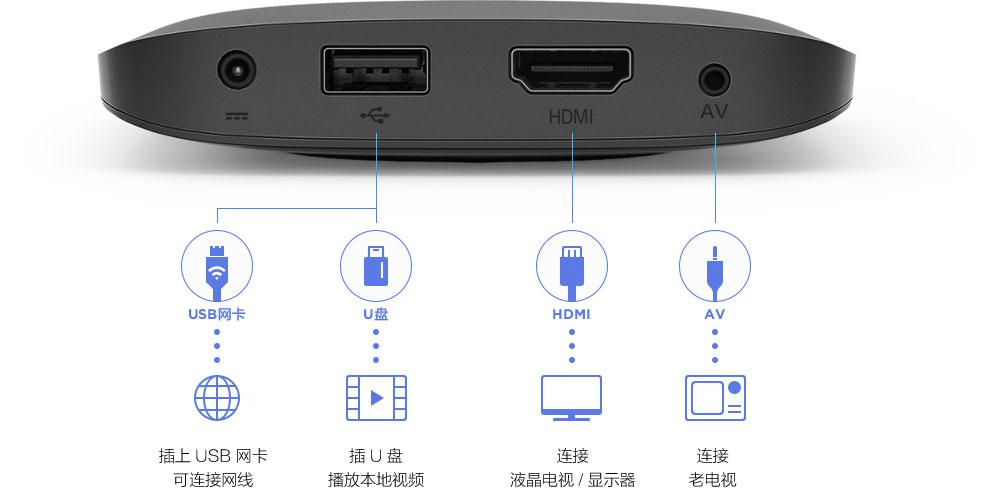 HDMI
AV
USB网卡
U盘
HDMI
AV
插上 USB 网卡
可连接网线
插 U 盘
播放本地视频
连接
液晶电视 / 显示器
连接
老电视